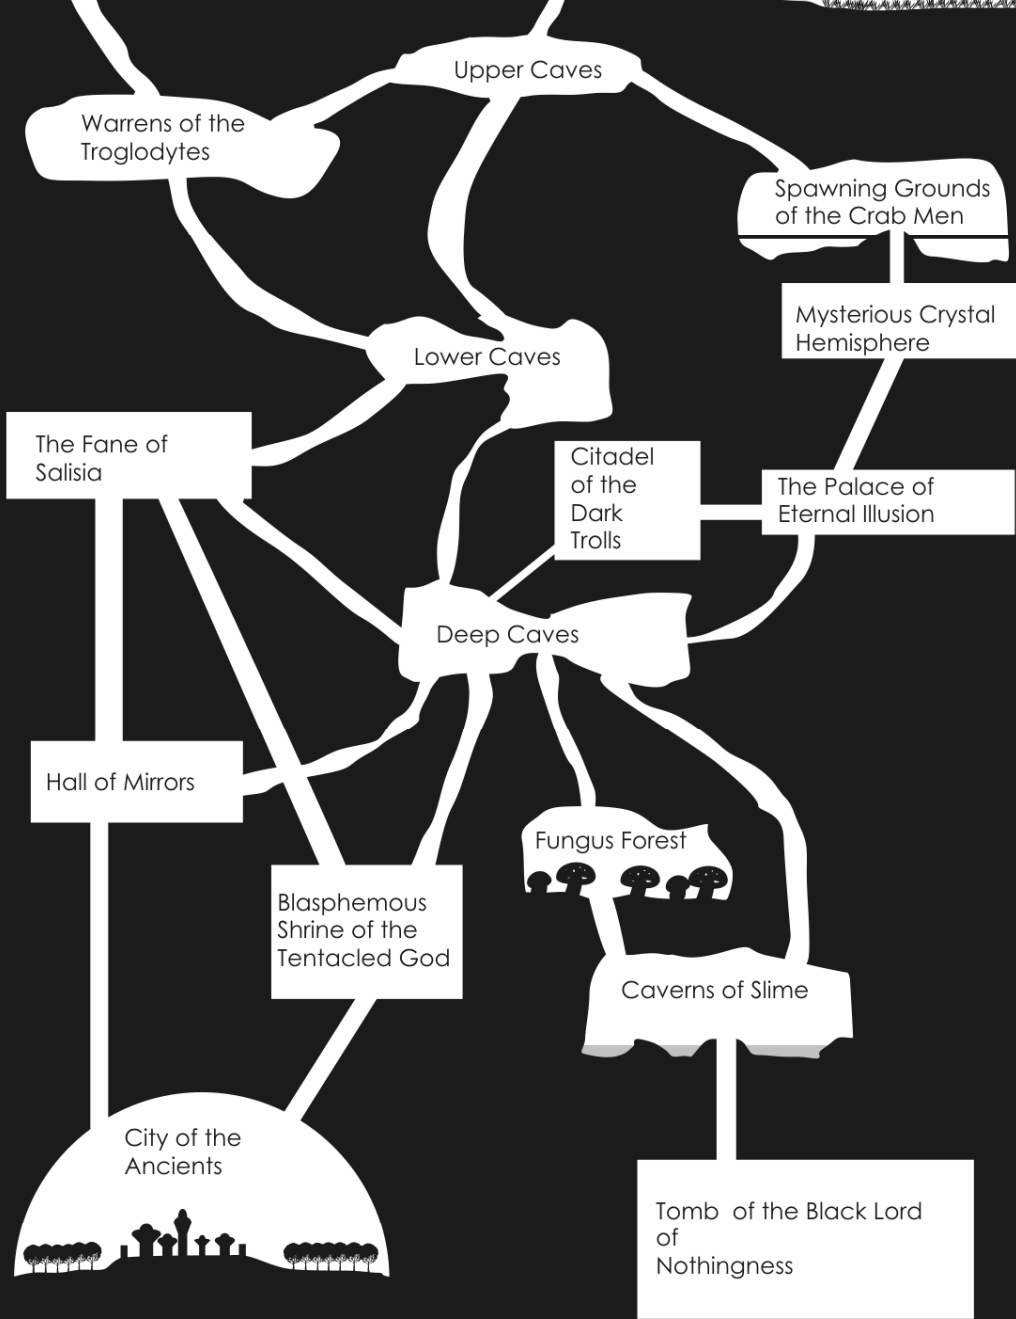 Upper Caves
Warrens of the
Troglodytes
Spawning Grounds
of the Crab Men
Mysterious Crystal
Hemisphere
Lower Caves
The Fane of
Salisia
Citadel
of the
Dark
Trolls
The Palace of
Eternal Illusion
Deep Caves
Hall of Mirrors
Fungus Forest
Blasphemous
Shrine of the
Tentacled God
Caverns of Slime
City of the
Ancients
Tomb of the Black Lord
of
Nothingness